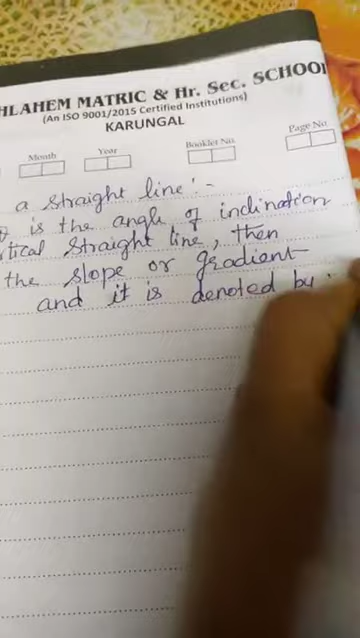 HLAHEM MATRIC & Hr. Sec. SCHOOL
(An ISO 9001/2015 Certified Institutions)
KARUNGAL
Month Year Booklet No. Page No.
a straight line :-
is the angle of inclination
tical straight line, then
the slope or gradient
and it is denoted by